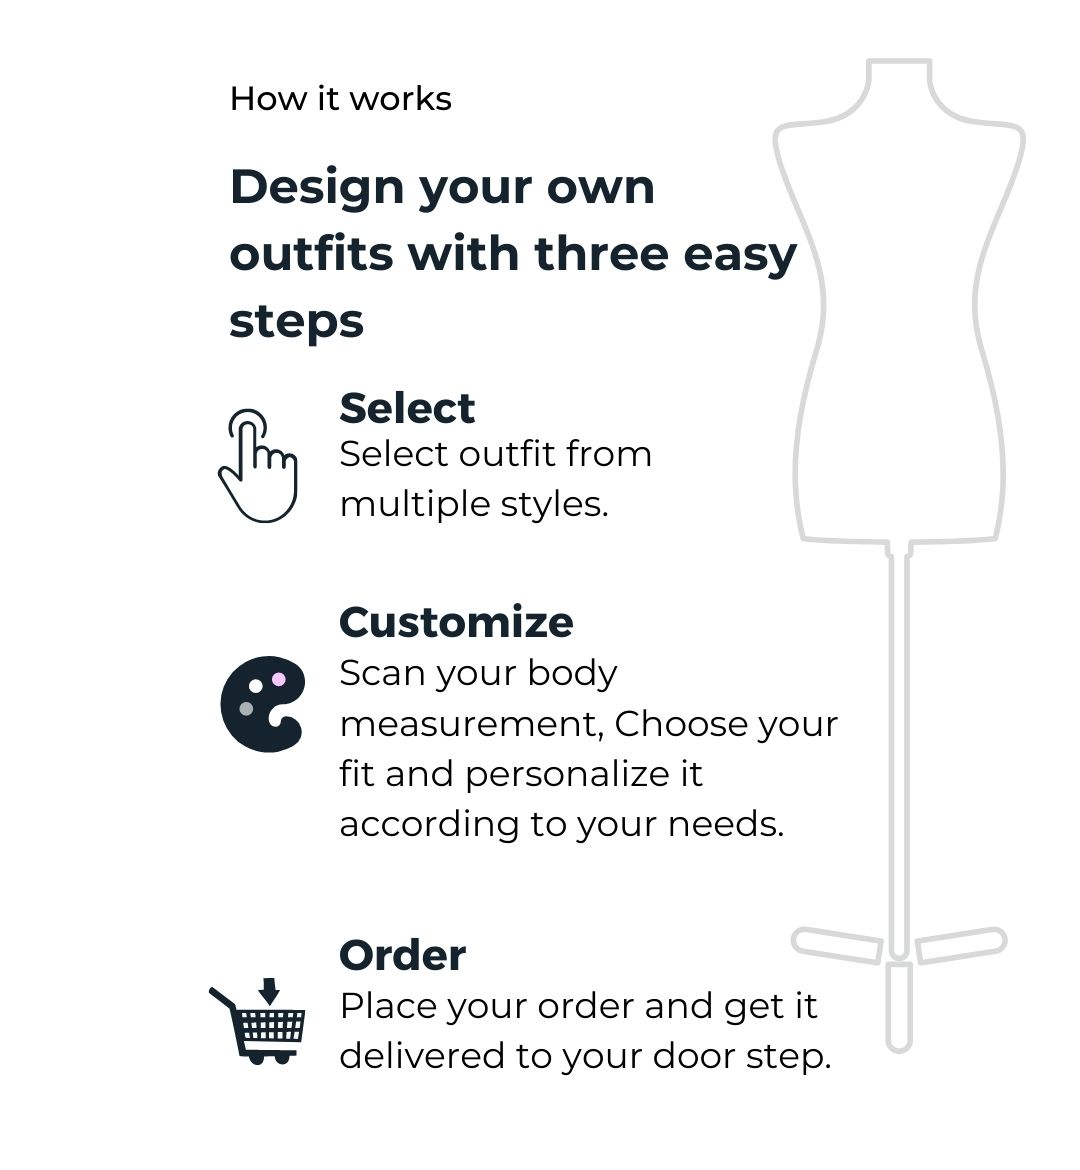 How it works
Design your own
outfits with three easy
steps
Select
Select outfit from
multiple styles.
Customize
Scan your body
measurement, Choose your
fit and personalize it
according to your needs.
Order
Place your order and get it
delivered to your door step.